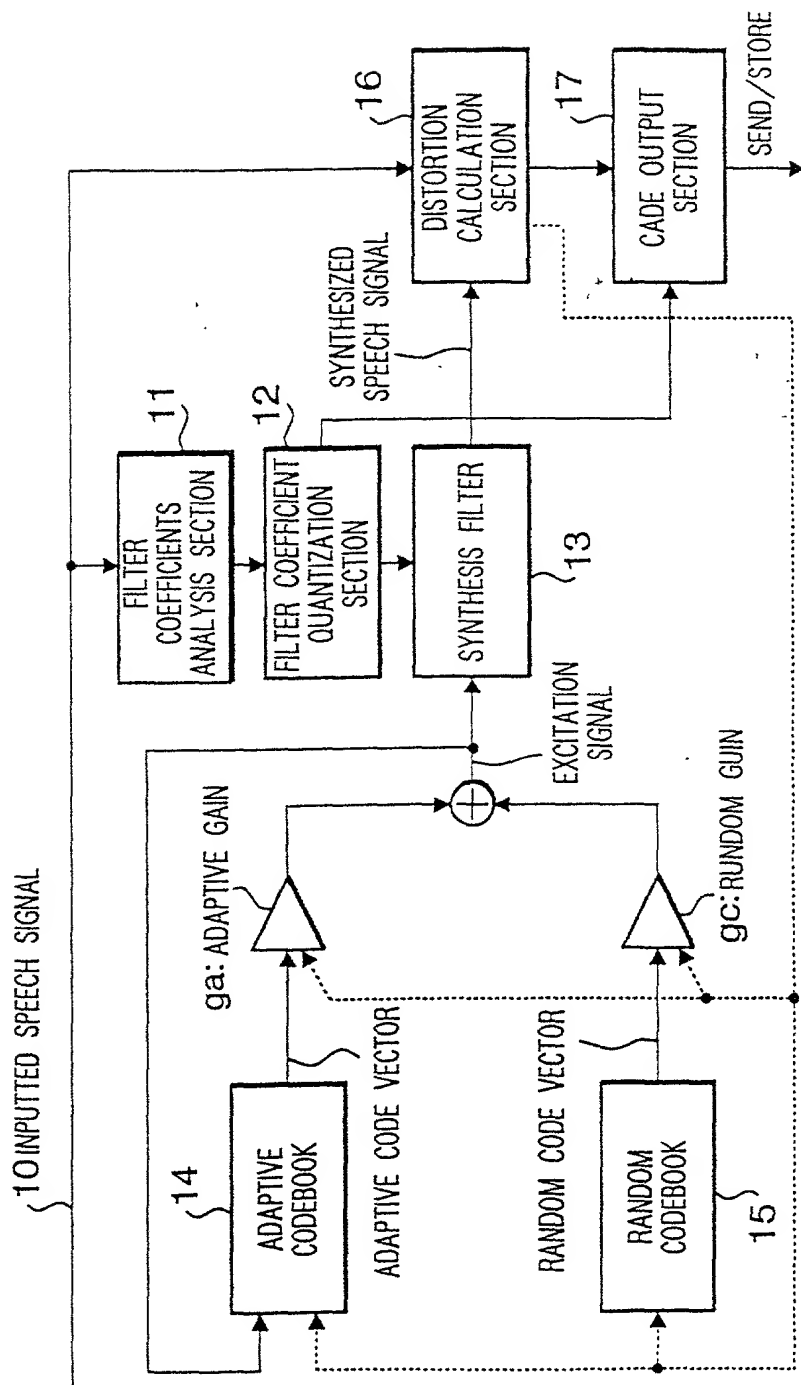 10 INPUTTED SPEECH SIGNAL
11
FILTER
COEFFICIENTS
ANALYSIS SECTION
12
FILTER COEFFICIENT
QUANTIZATION
SECTION
14
ADAPTIVE
CODEBOOK
ADAPTIVE CODE VECTOR
ga: ADAPTIVE GAIN
EXCITATION
SIGNAL
SYNTHESIS FILTER
13
SYNTHESIZED
SPEECH SIGNAL
16
DISTORTION
CALCULATION
SECTION
RANDOM CODE VECTOR
RANDOM
CODEBOOK
15
gc: RUNDOM GUIN
17
CADE OUTPUT
SECTION
SEND/STORE